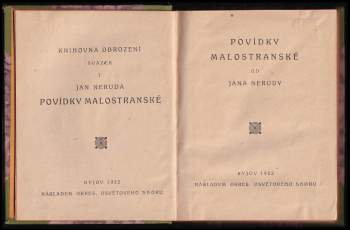 KNIHOVNA OBROZENÍ
SVAZEK
1
JAN NERUDA
POVÍDKY MALOSTRANSKÉ
KYJOV 1922
NÁKLADEM OKRES. OSVĚTOVÉHO SBORU
POVÍDKY
MALOSTRANSKÉ
OD
JANA NERUDY
KYJOV 1922
NÁKLADEM OKRES. OSVĚTOVÉHO SBORU